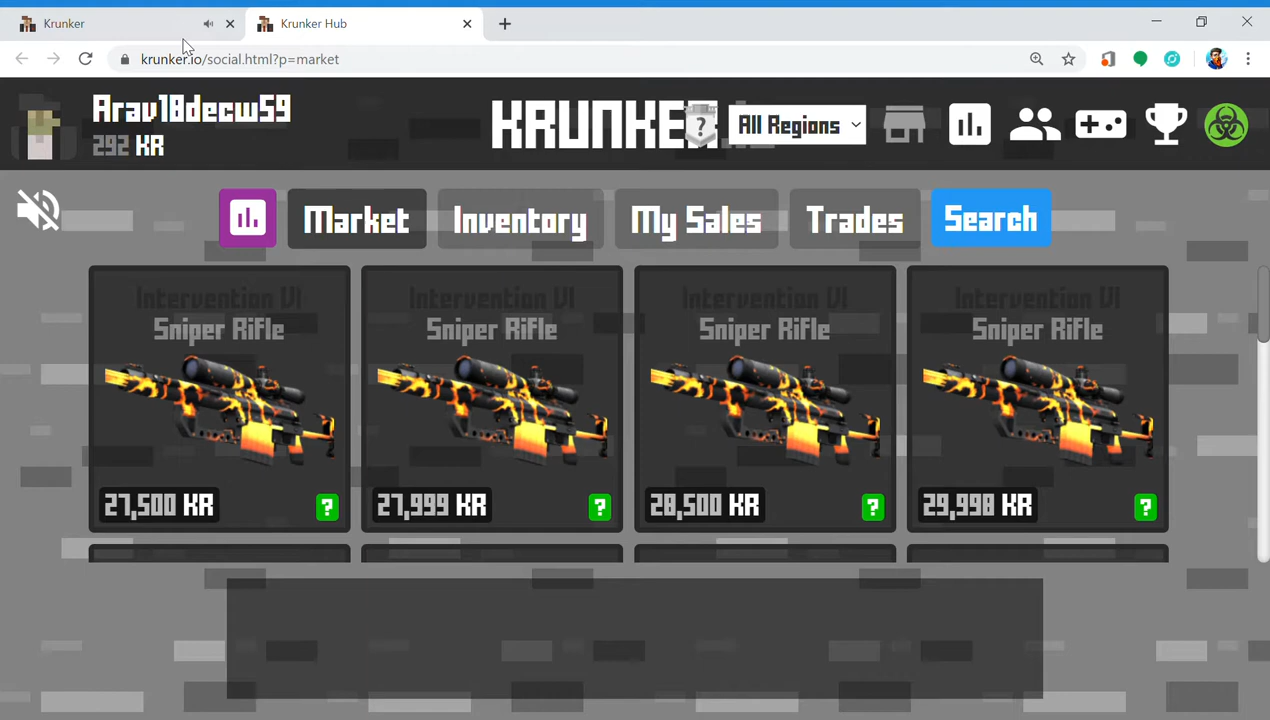 Krunker
Krunker Hub
krunker.io/social.html?p=market
Arav18decw59
292 KR
KRUNKE
?
All Regions
Market
Inventory
My Sales
Trades
Search
Intervention VI
Sniper Rifle
27,500 KR
?
Intervention VI
Sniper Rifle
27,999 KR
?
Intervention VI
Sniper Rifle
28,500 KR
?
Intervention VI
Sniper Rifle
29,998 KR
?